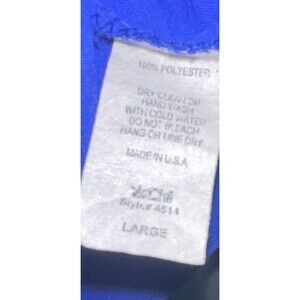 100% POLYESTER
DRY CLEAN OR
HAND WASH
WITH COLD WATER
DO NOT BLEACH
HANG OR LINE DRY
MADE IN U.S.A
Style# 4514
LARGE